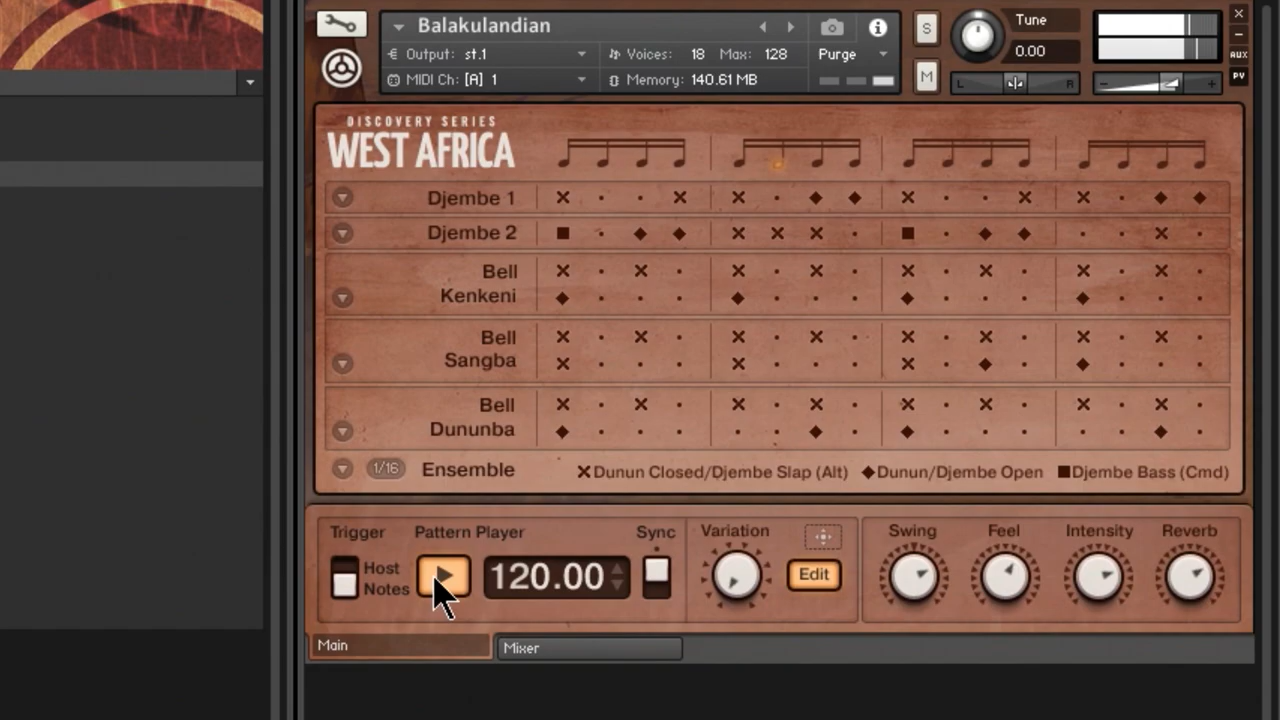 Balakulandian
Output: st.1 Voices: 18 Max: 128 Purge
MIDI Ch: [A] 1 Memory: 140.61 MB
S
M
Tune
0.00
L R
AUX
PV
DISCOVERY SERIES
WEST AFRICA
Djembe 1
Djembe 2
Bell
Kenkeni
Bell
Sangba
Bell
Dununba
1/16 Ensemble
Dunun Closed/Djembe Slap (Alt) Dunun/Djembe Open Djembe Bass (Cmd)
Trigger Pattern Player Sync Variation Swing Feel Intensity Reverb
Host
Notes
120.00
Edit
Main Mixer